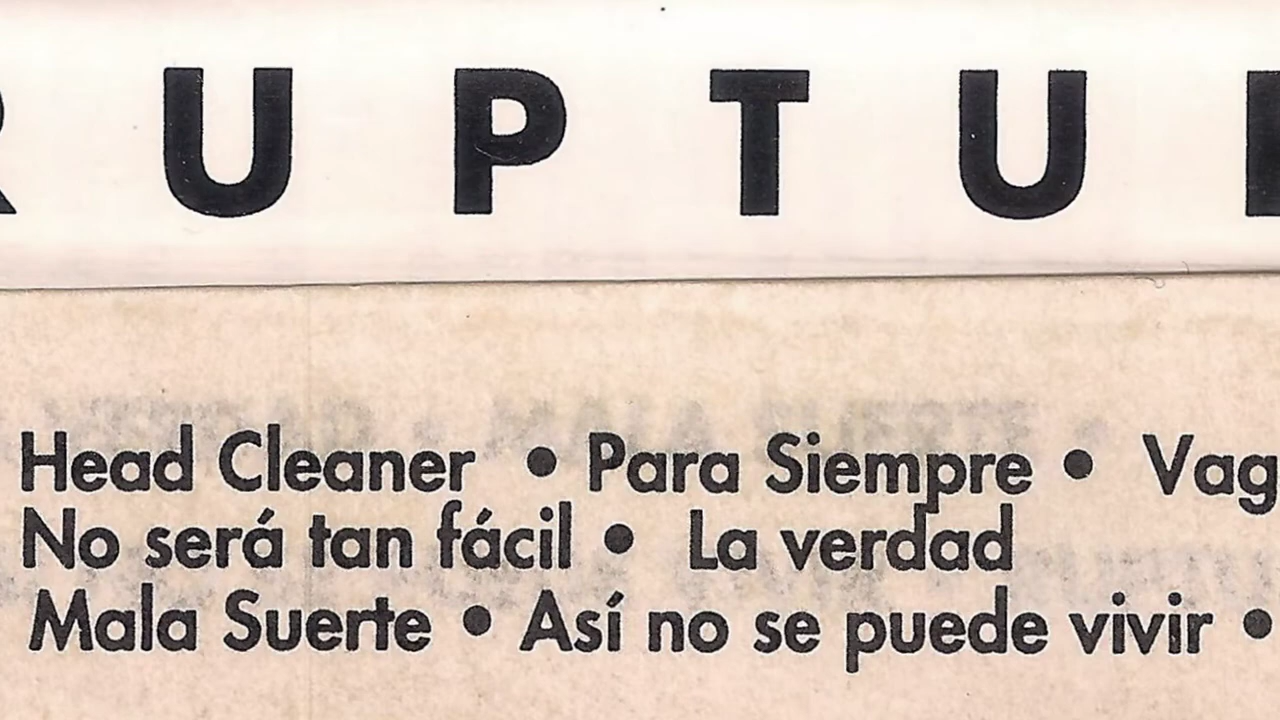 R U P T U
Head Cleaner • Para Siempre • Vag
No será tan fácil • La verdad
Mala Suerte • Así no se puede vivir •